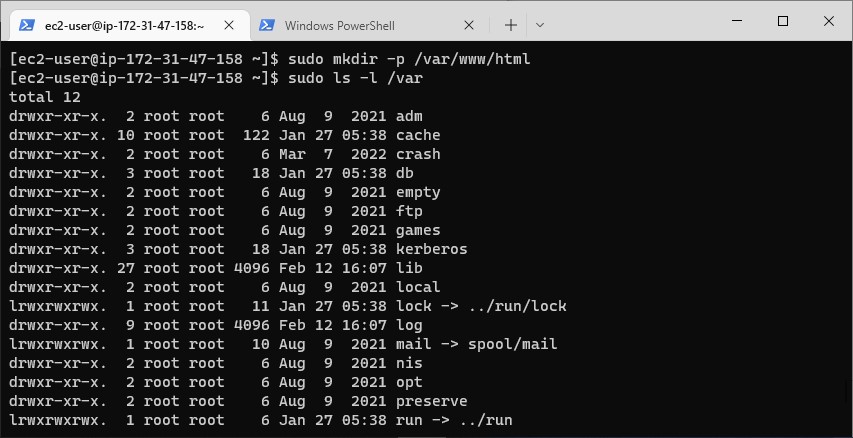 ec2-user@ip-172-31-47-158:~ Windows PowerShell
[ec2-user@ip-172-31-47-158 ~]$ sudo mkdir -p /var/www/html
[ec2-user@ip-172-31-47-158 ~]$ sudo ls -l /var
total 12
drwxr-xr-x.  2 root root    6 Aug  9  2021 adm
drwxr-xr-x. 10 root root  122 Jan 27 05:38 cache
drwxr-xr-x.  2 root root    6 Mar  7  2022 crash
drwxr-xr-x.  3 root root   18 Jan 27 05:38 db
drwxr-xr-x.  2 root root    6 Aug  9  2021 empty
drwxr-xr-x.  2 root root    6 Aug  9  2021 ftp
drwxr-xr-x.  2 root root    6 Aug  9  2021 games
drwxr-xr-x.  3 root root   18 Jan 27 05:38 kerberos
drwxr-xr-x. 27 root root 4096 Feb 12 16:07 lib
drwxr-xr-x.  2 root root    6 Aug  9  2021 local
lrwxrwxrwx.  1 root root   11 Jan 27 05:38 lock -> ../run/lock
drwxr-xr-x.  9 root root 4096 Feb 12 16:07 log
lrwxrwxrwx.  1 root root   10 Aug  9  2021 mail -> spool/mail
drwxr-xr-x.  2 root root    6 Aug  9  2021 nis
drwxr-xr-x.  2 root root    6 Aug  9  2021 opt
drwxr-xr-x.  2 root root    6 Aug  9  2021 preserve
lrwxrwxrwx.  1 root root    6 Jan 27 05:38 run -> ../run